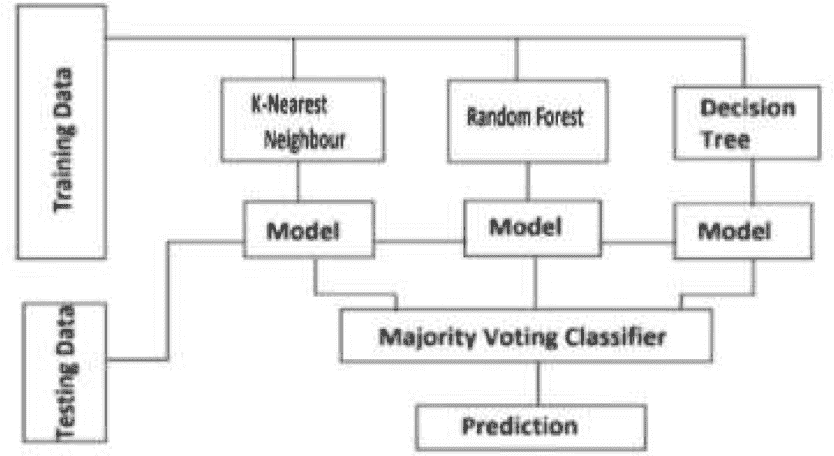 Training Data
K-Nearest
Neighbour
Random Forest
Decision
Tree
Model
Model
Model
Testing Data
Majority Voting Classifier
Prediction